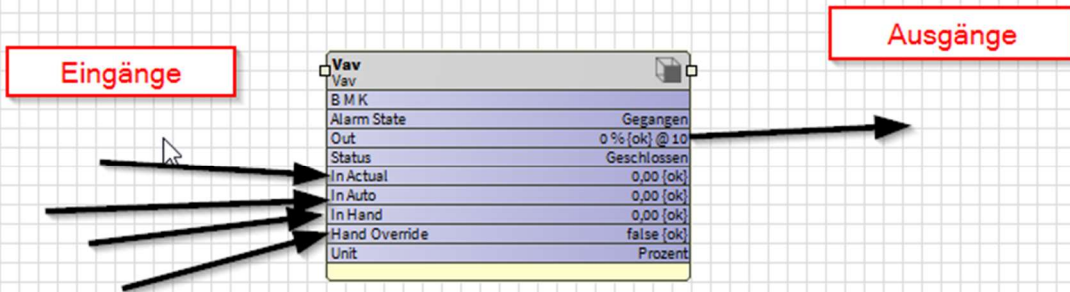 Eingänge
Ausgänge
Vav
Vav
B M K
Alarm State Gegangen
Out 0 % {ok} @ 10
Status Geschlossen
In Actual 0,00 {ok}
In Auto 0,00 {ok}
In Hand 0,00 {ok}
Hand Override false {ok}
Unit Prozent